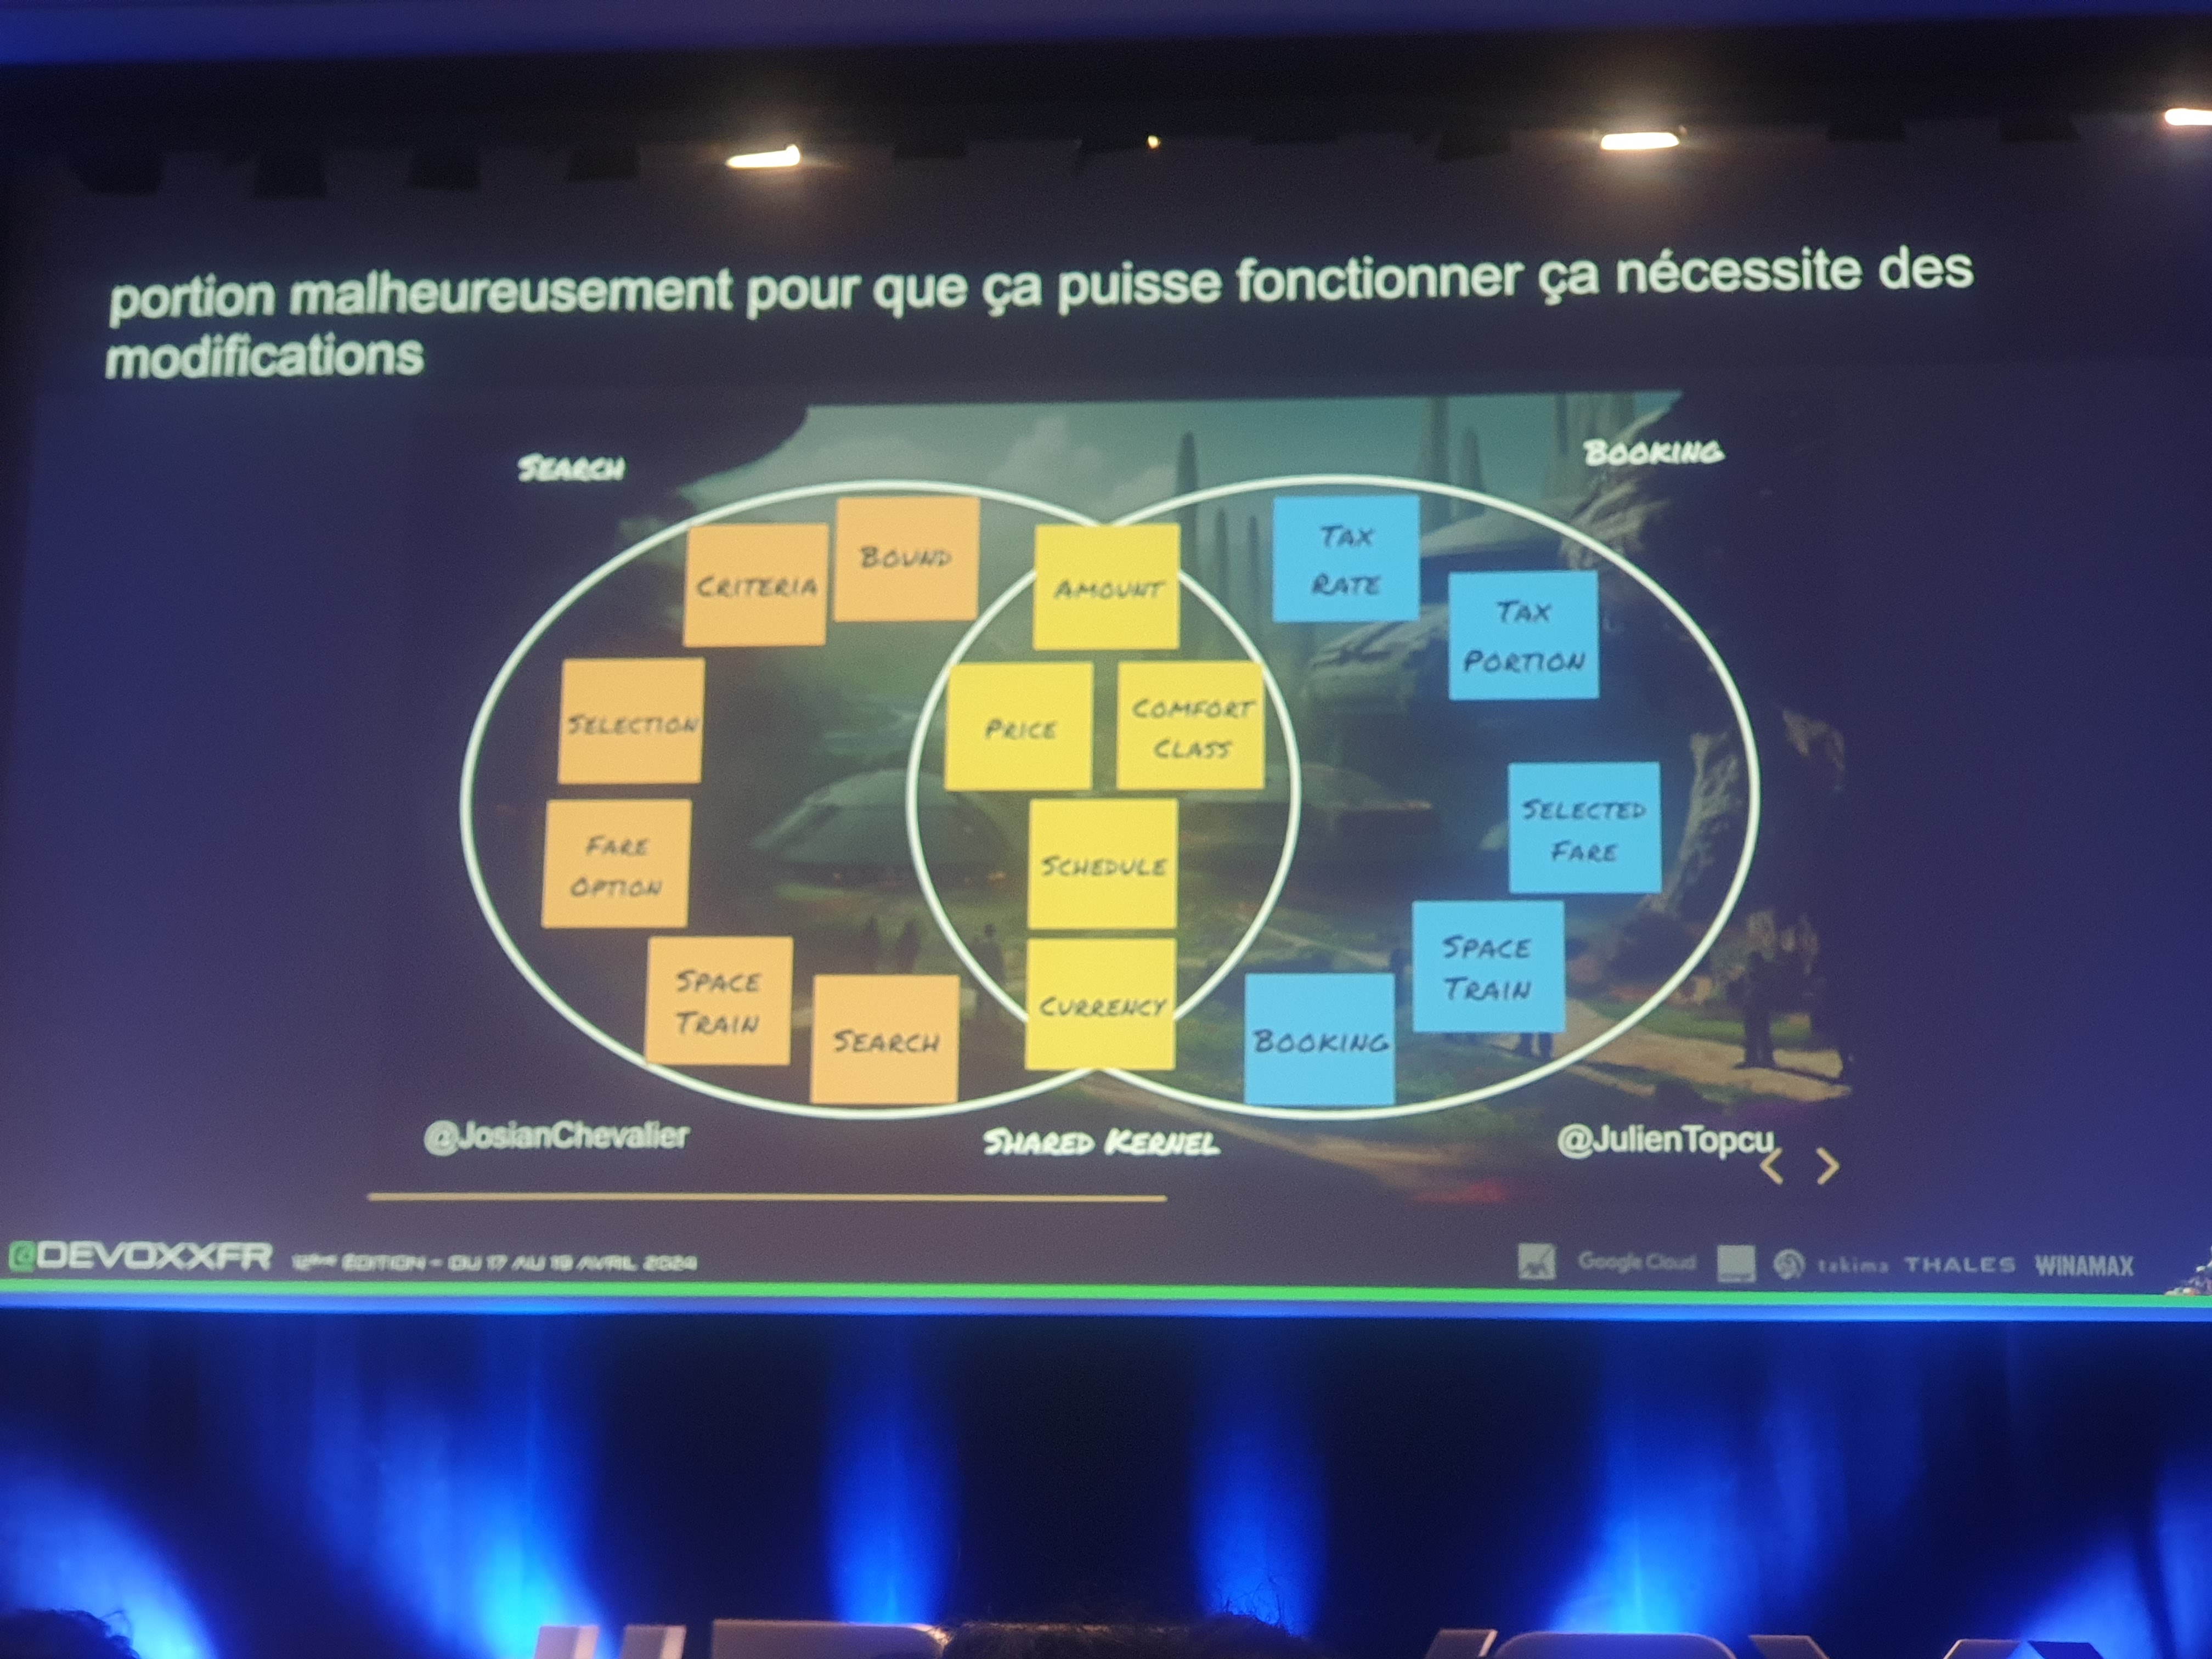 portion malheureusement pour que ça puisse fonctionner ça nécessite des
modifications
SEARCH
BOOKING
CRITERIA
BOUND
AMOUNT
TAX
RATE
TAX
PORTION
SELECTION
PRICE
COMFORT
CLASS
FARE
OPTION
SCHEDULE
SELECTED
FARE
SPACE
TRAIN
SEARCH
CURRENCY
BOOKING
SPACE
TRAIN
@JosianChevalier
SHARED KERNEL
@JulienTopcu
< >
@DEVOXXFR
12ème ÉDITION - DU 17 AU 19 AVRIL 2024
Google Cloud
takima
THALES
WINAMAX